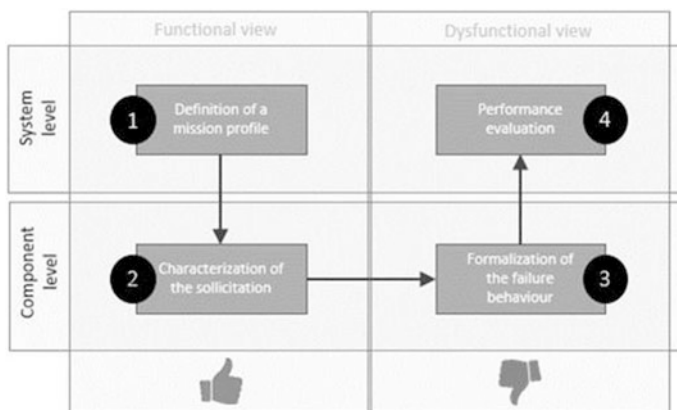 Functional view
Dysfunctional view
System
level
1
Definition of a
mission profile
Performance
evaluation
4
Component
level
2
Characterization of
the sollicitation
Formalization of
the failure
behaviour
3